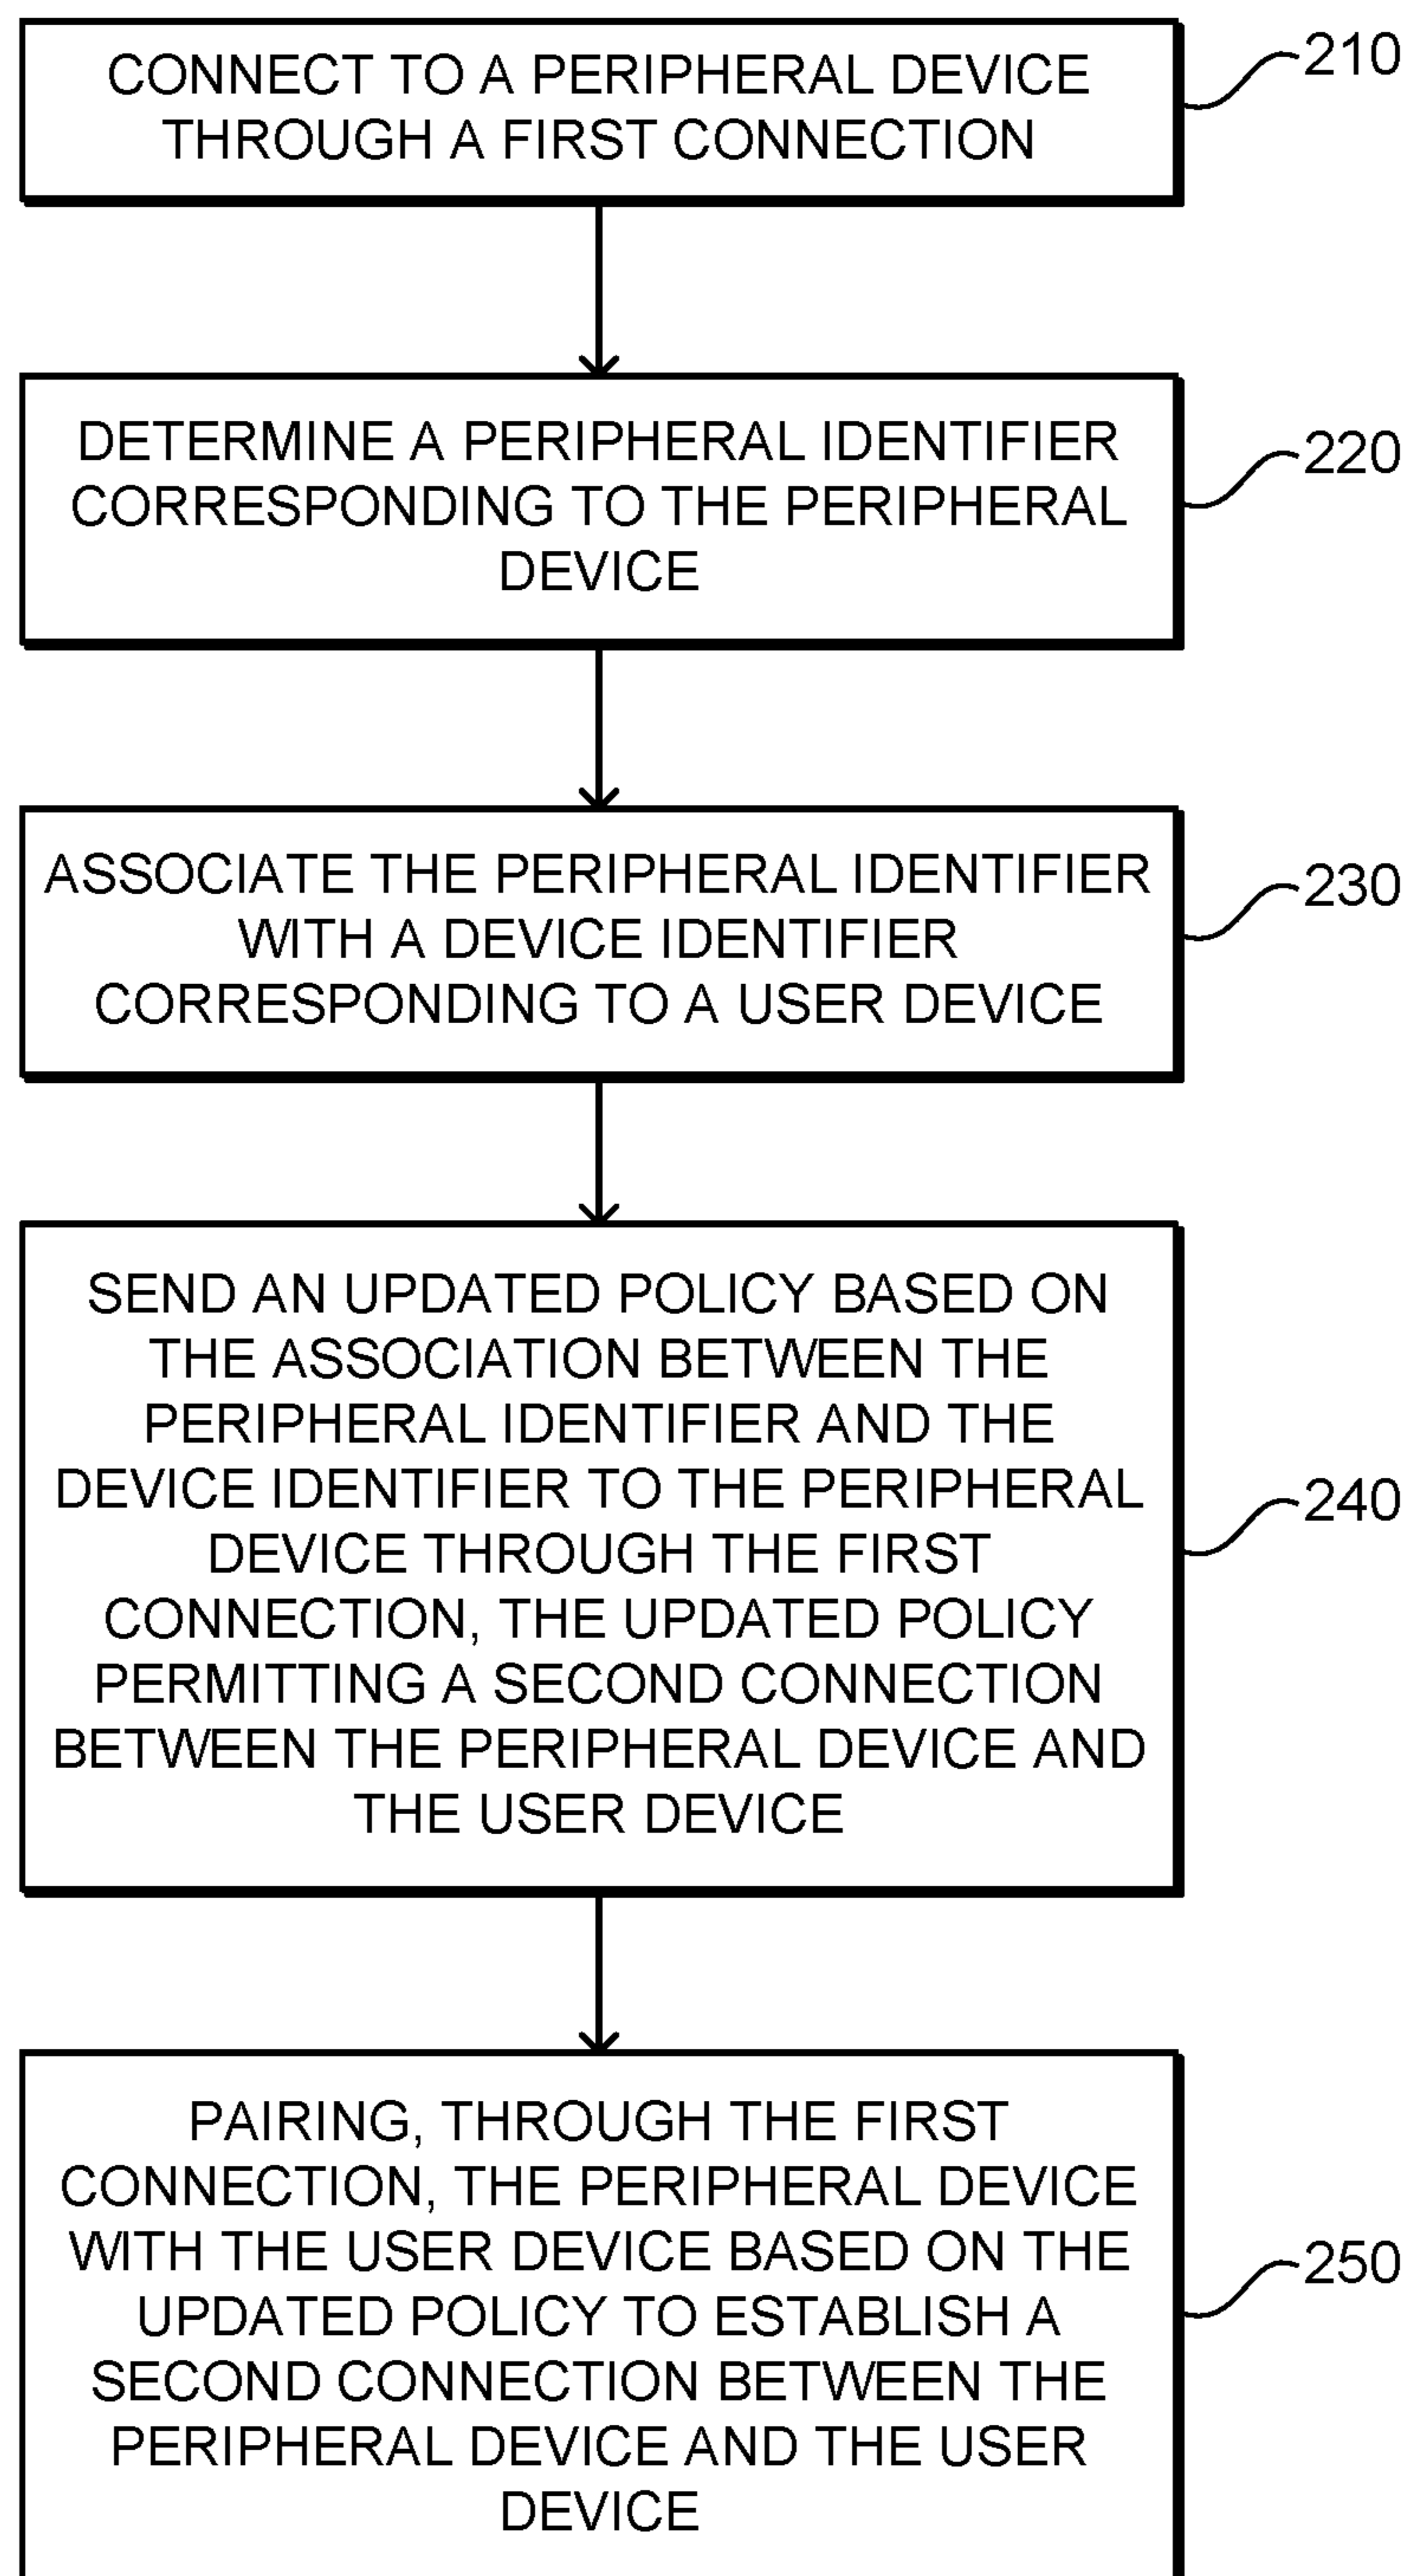 CONNECT TO A PERIPHERAL DEVICE
THROUGH A FIRST CONNECTION
210
DETERMINE A PERIPHERAL IDENTIFIER
CORRESPONDING TO THE PERIPHERAL
DEVICE
220
ASSOCIATE THE PERIPHERAL IDENTIFIER
WITH A DEVICE IDENTIFIER
CORRESPONDING TO A USER DEVICE
230
SEND AN UPDATED POLICY BASED ON
THE ASSOCIATION BETWEEN THE
PERIPHERAL IDENTIFIER AND THE
DEVICE IDENTIFIER TO THE PERIPHERAL
DEVICE THROUGH THE FIRST
CONNECTION, THE UPDATED POLICY
PERMITTING A SECOND CONNECTION
BETWEEN THE PERIPHERAL DEVICE AND
THE USER DEVICE
240
PAIRING, THROUGH THE FIRST
CONNECTION, THE PERIPHERAL DEVICE
WITH THE USER DEVICE BASED ON THE
UPDATED POLICY TO ESTABLISH A
SECOND CONNECTION BETWEEN THE
PERIPHERAL DEVICE AND THE USER
DEVICE
250